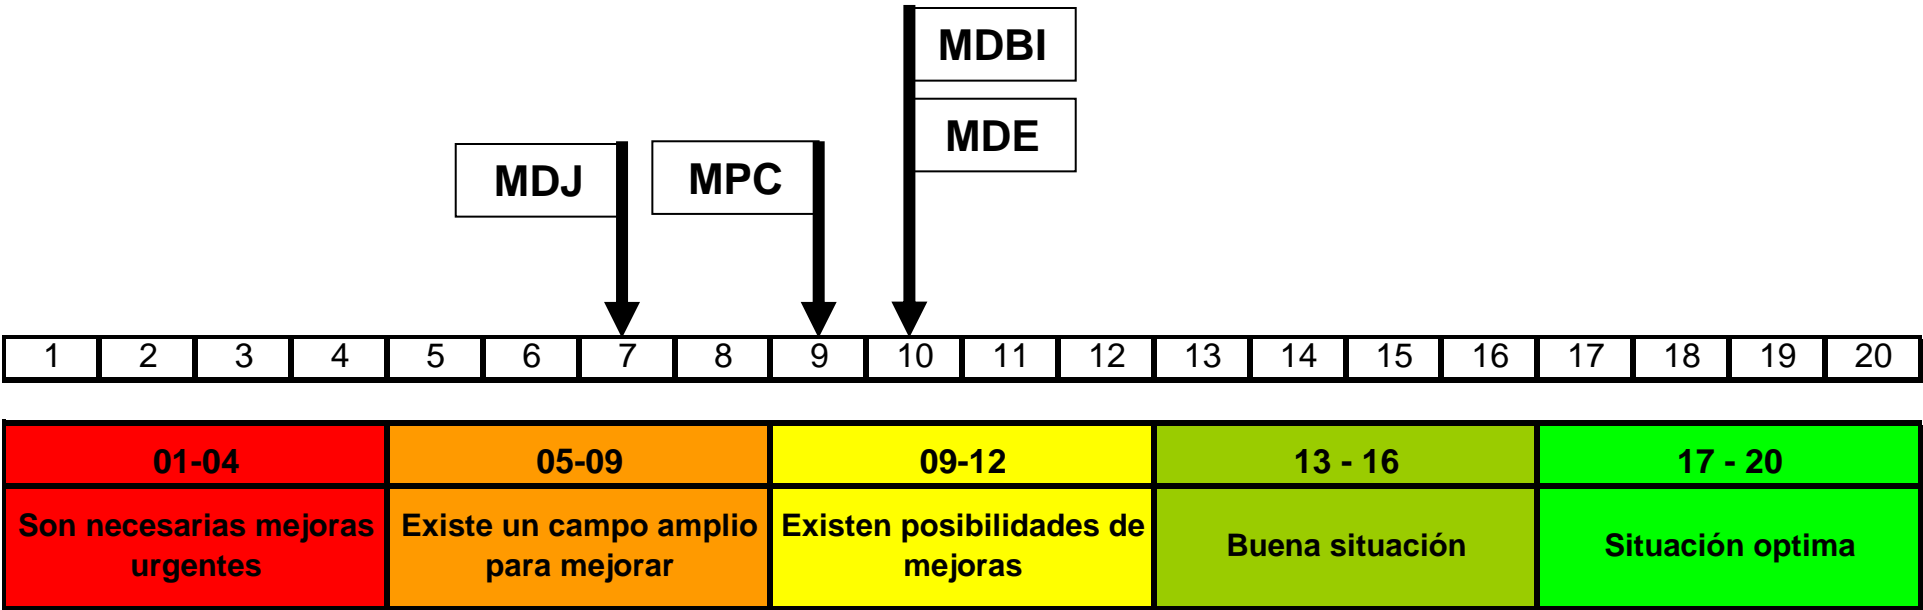 MDBI
MDE
MDJ
MPC
1 2 3 4 5 6 7 8 9 10 11 12 13 14 15 16 17 18 19 20
01-04
05-09
09-12
13 - 16
17 - 20
Son necesarias mejoras
urgentes
Existe un campo amplio
para mejorar
Existen posibilidades de
mejoras
Buena situación
Situación optima